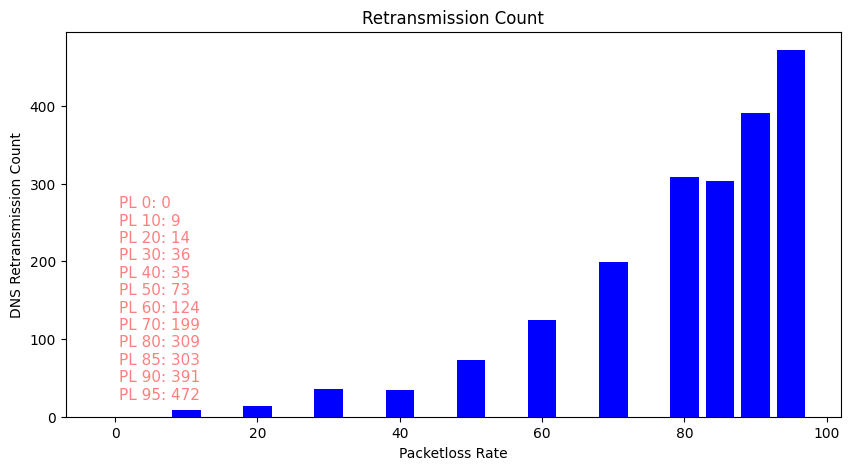 Retransmission Count
DNS Retransmission Count
400
300
200
100
0
PL 0: 0
PL 10: 9
PL 20: 14
PL 30: 36
PL 40: 35
PL 50: 73
PL 60: 124
PL 70: 199
PL 80: 309
PL 85: 303
PL 90: 391
PL 95: 472
0 20 40 60 80 100
Packetloss Rate